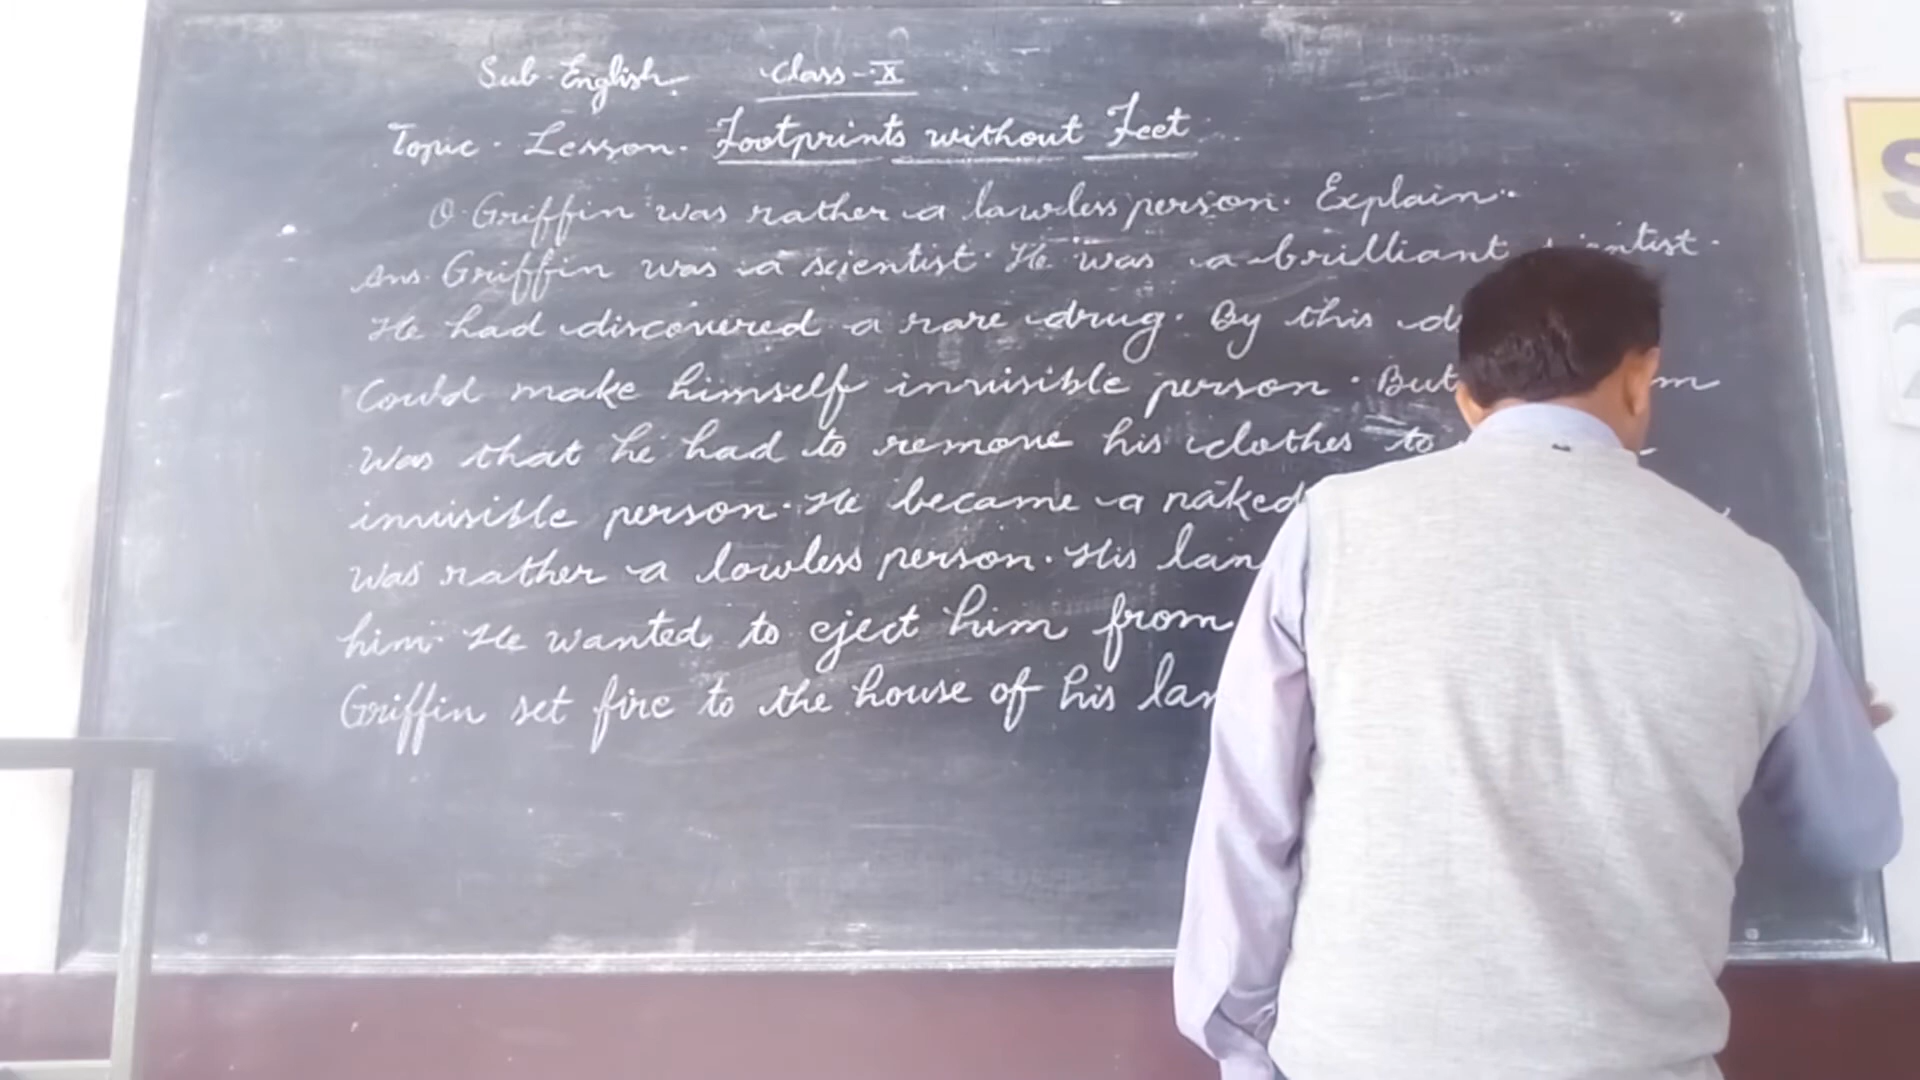 Sub. English. Class-X
Topic. Lesson. Footprints without Feet
Q. Griffin was rather a lawless person. Explain.
Ans. Griffin was a scientist. He was a brilliant scientist.
He had discovered a rare drug. By this
Could make himself invisible person. But
Was that he had to remove his clothes to
invisible person. He became a naked
Was rather a lowless person. His
him. He wanted to eject him from
Griffin set fire to the house of his
S
2